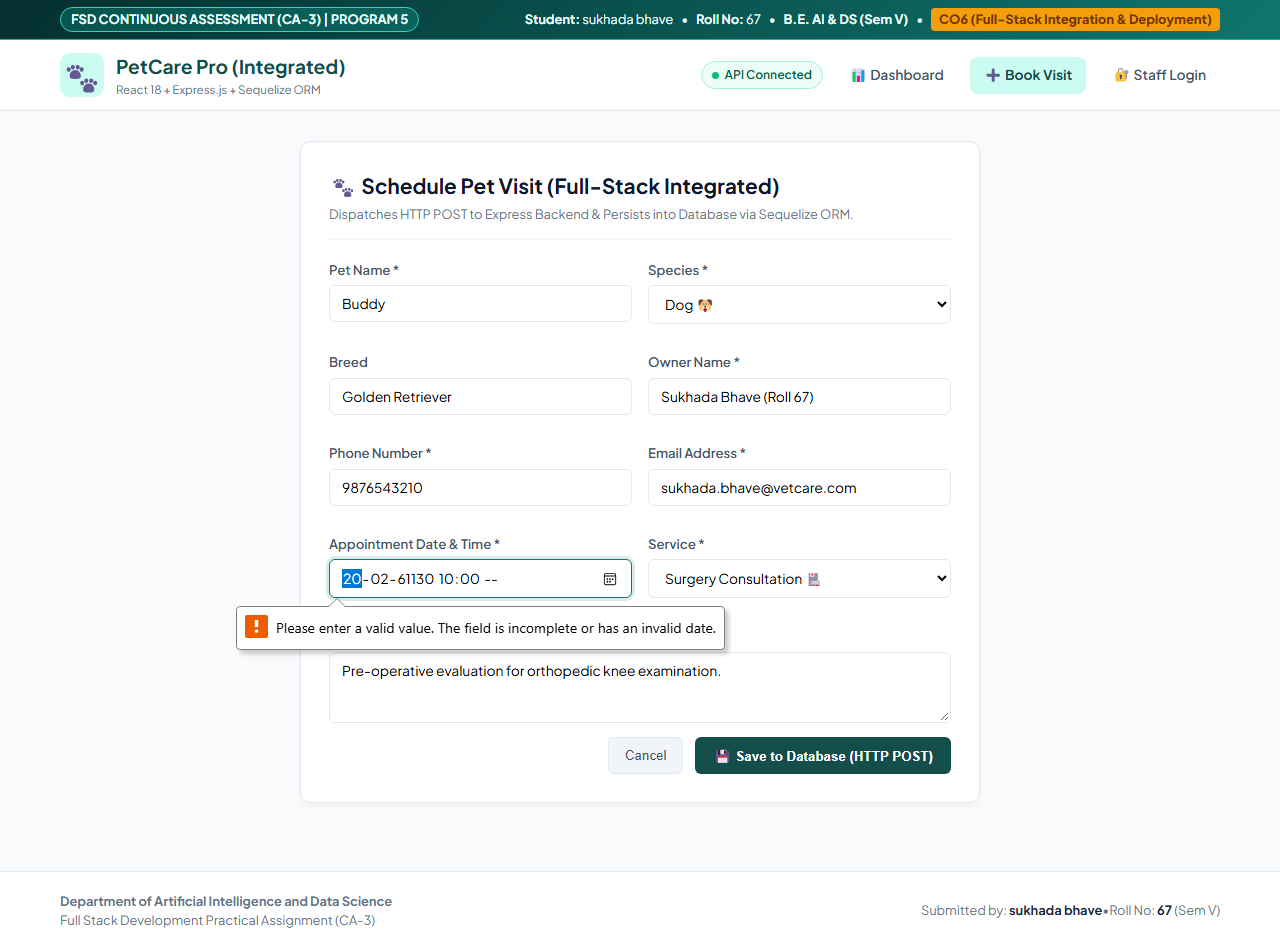 FSD CONTINUOUS ASSESSMENT (CA-3) | PROGRAM 5
Student: sukhada bhave • Roll No: 67 • B.E. AI & DS (Sem V) • CO6 (Full-Stack Integration & Deployment)
PetCare Pro (Integrated)
React 18 + Express.js + Sequelize ORM
API Connected
Dashboard
Book Visit
Staff Login
Schedule Pet Visit (Full-Stack Integrated)
Dispatches HTTP POST to Express Backend & Persists into Database via Sequelize ORM.
Pet Name *
Species *
Buddy
Dog
Breed
Owner Name *
Golden Retriever
Sukhada Bhave (Roll 67)
Phone Number *
Email Address *
9876543210
sukhada.bhave@vetcare.com
Appointment Date & Time *
Service *
20-02-61130 10:00 --
Surgery Consultation
Please enter a valid value. The field is incomplete or has an invalid date.
Pre-operative evaluation for orthopedic knee examination.
Cancel
Save to Database (HTTP POST)
Department of Artificial Intelligence and Data Science
Full Stack Development Practical Assignment (CA-3)
Submitted by: sukhada bhave•Roll No: 67 (Sem V)